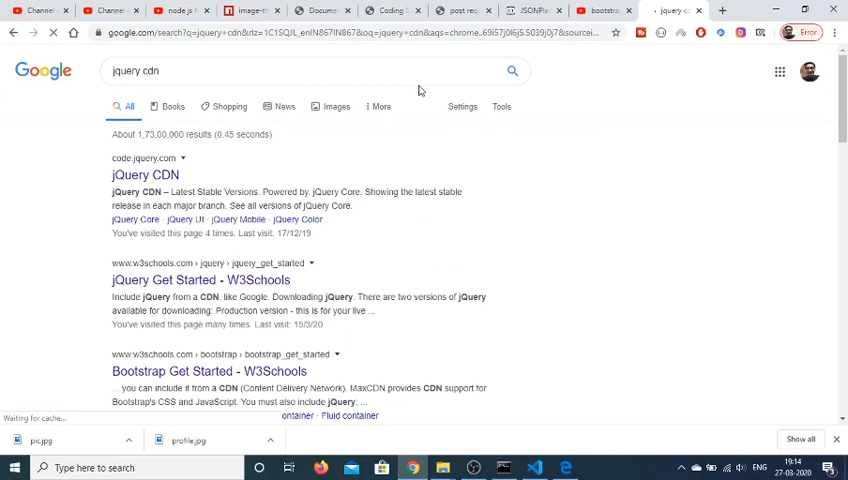 Channel
Channel
node js f
image-th
Docume
Coding S
post req
JSONPla
bootstra
jquery cd
google.com/search?q=jquery+cdn&rlz=1C1SQJL_enIN867IN867&oq=jquery+cdn&aqs=chrome..69i57j0l6j5.5039j0j7&sourcei...
Error
Google
jquery cdn
All
Books
Shopping
News
Images
More
Settings
Tools
About 1,73,00,000 results (0.45 seconds)
code.jquery.com
jQuery CDN
jQuery CDN – Latest Stable Versions. Powered by. jQuery Core. Showing the latest stable
release in each major branch. See all versions of jQuery Core.
jQuery Core · jQuery UI · jQuery Mobile · jQuery Color
You've visited this page 4 times. Last visit: 17/12/19
www.w3schools.com › jquery › jquery_get_started
jQuery Get Started - W3Schools
Include jQuery from a CDN, like Google. Downloading jQuery. There are two versions of jQuery
available for downloading: Production version - this is for your live ...
You've visited this page many times. Last visit: 15/3/20
www.w3schools.com › bootstrap › bootstrap_get_started
Bootstrap Get Started - W3Schools
... you can include it from a CDN (Content Delivery Network). MaxCDN provides CDN support for
Bootstrap's CSS and JavaScript. You must also include jQuery: ...
ontainer · Fluid container
Waiting for cache...
pic.jpg
profile.jpg
Show all
Type here to search
ENG
19:14
27-03-2020
3